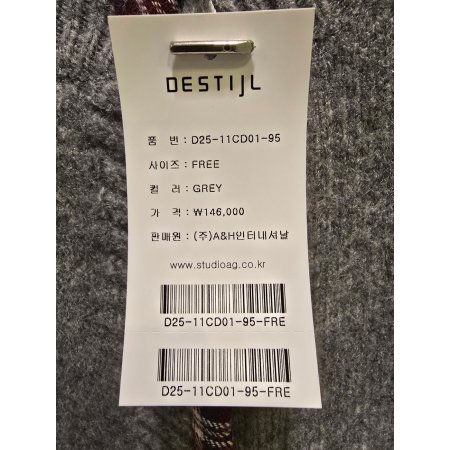 DESTIJL
품 번 : D25-11CD01-95
사이즈 : FREE
컬 러 : GREY
가 격 : ₩146,000
판매원 : (주)A&H인터내셔날
www.studioag.co.kr
D25-11CD01-95-FRE
D25-11CD01-95-FRE